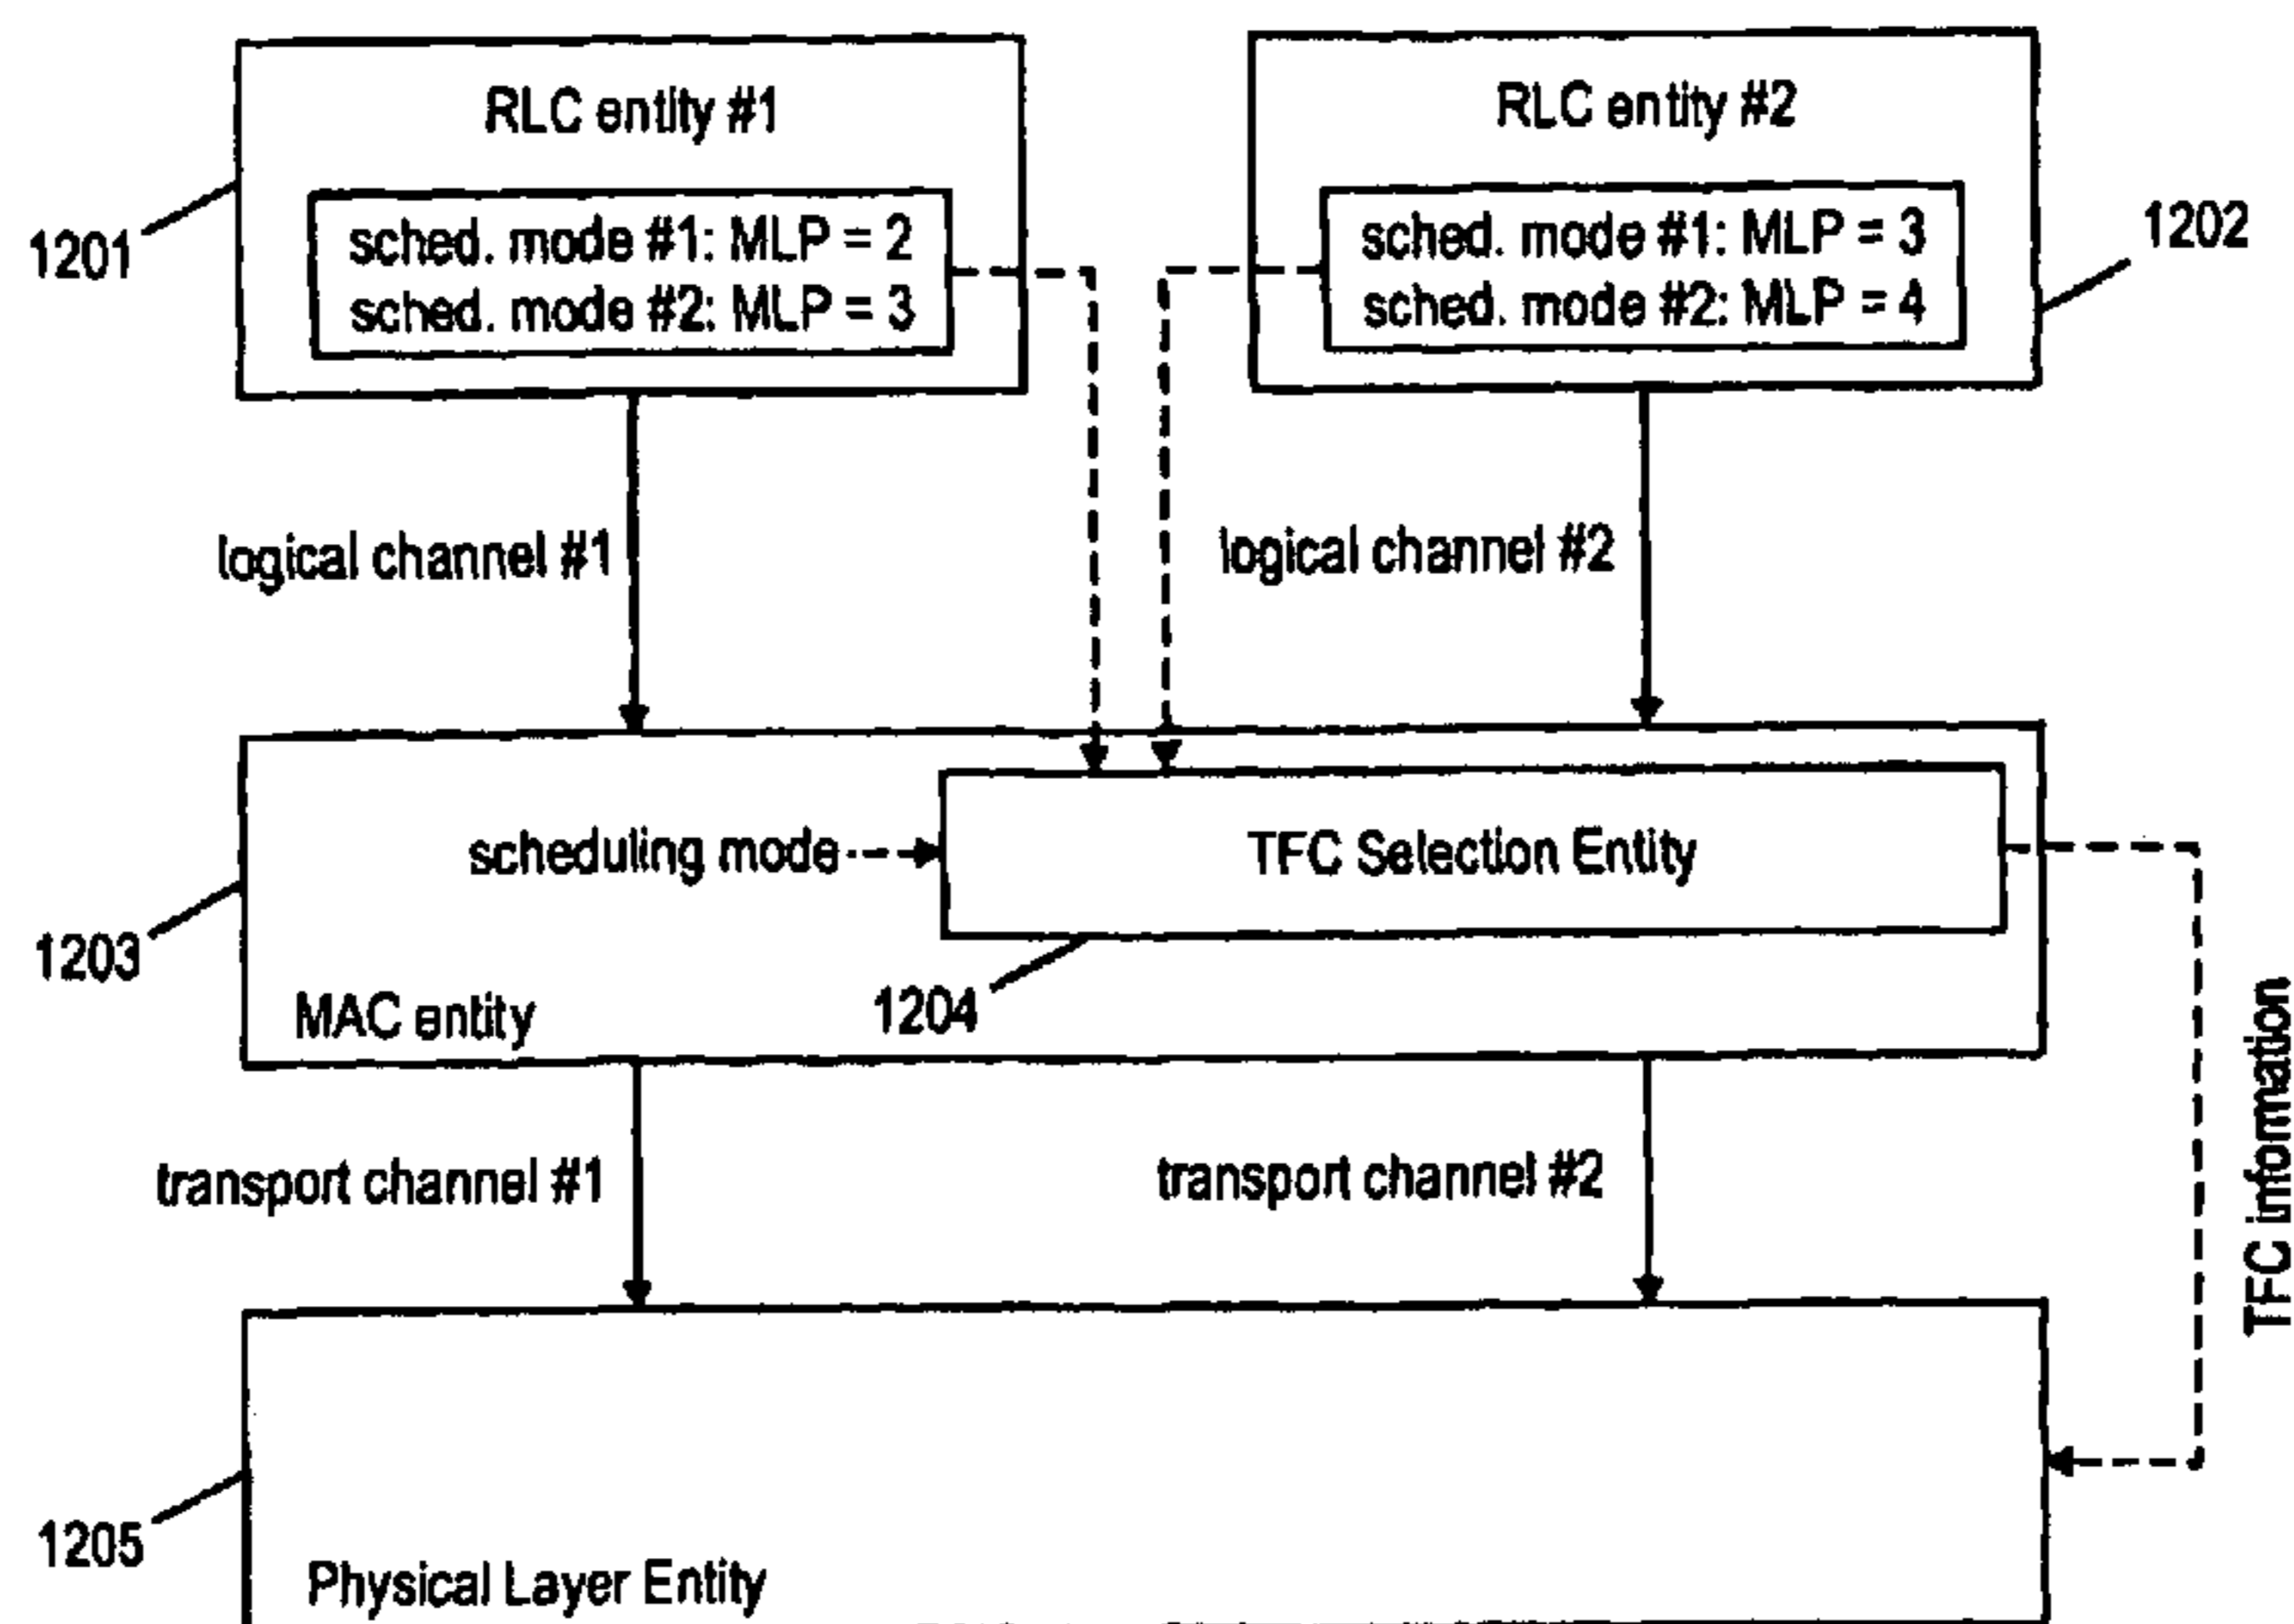 RLC entity #1
sched. mode #1: MLP = 2
sched. mode #2: MLP = 3
1201
RLC entity #2
sched. mode #1: MLP = 3
sched. mode #2: MLP = 4
1202
logical channel #1
logical channel #2
scheduling mode
TFC Selection Entity
1203
1204
MAC entity
TFC information
transport channel #1
transport channel #2
1205
Physical Layer Entity